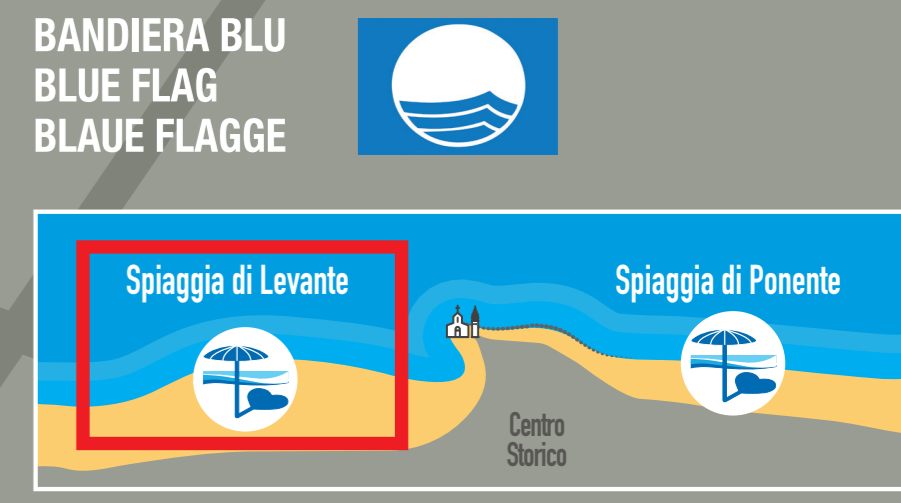 BANDIERA BLU
BLUE FLAG
BLAUE FLAGGE
Spiaggia di Levante
Spiaggia di Ponente
Centro
Storico